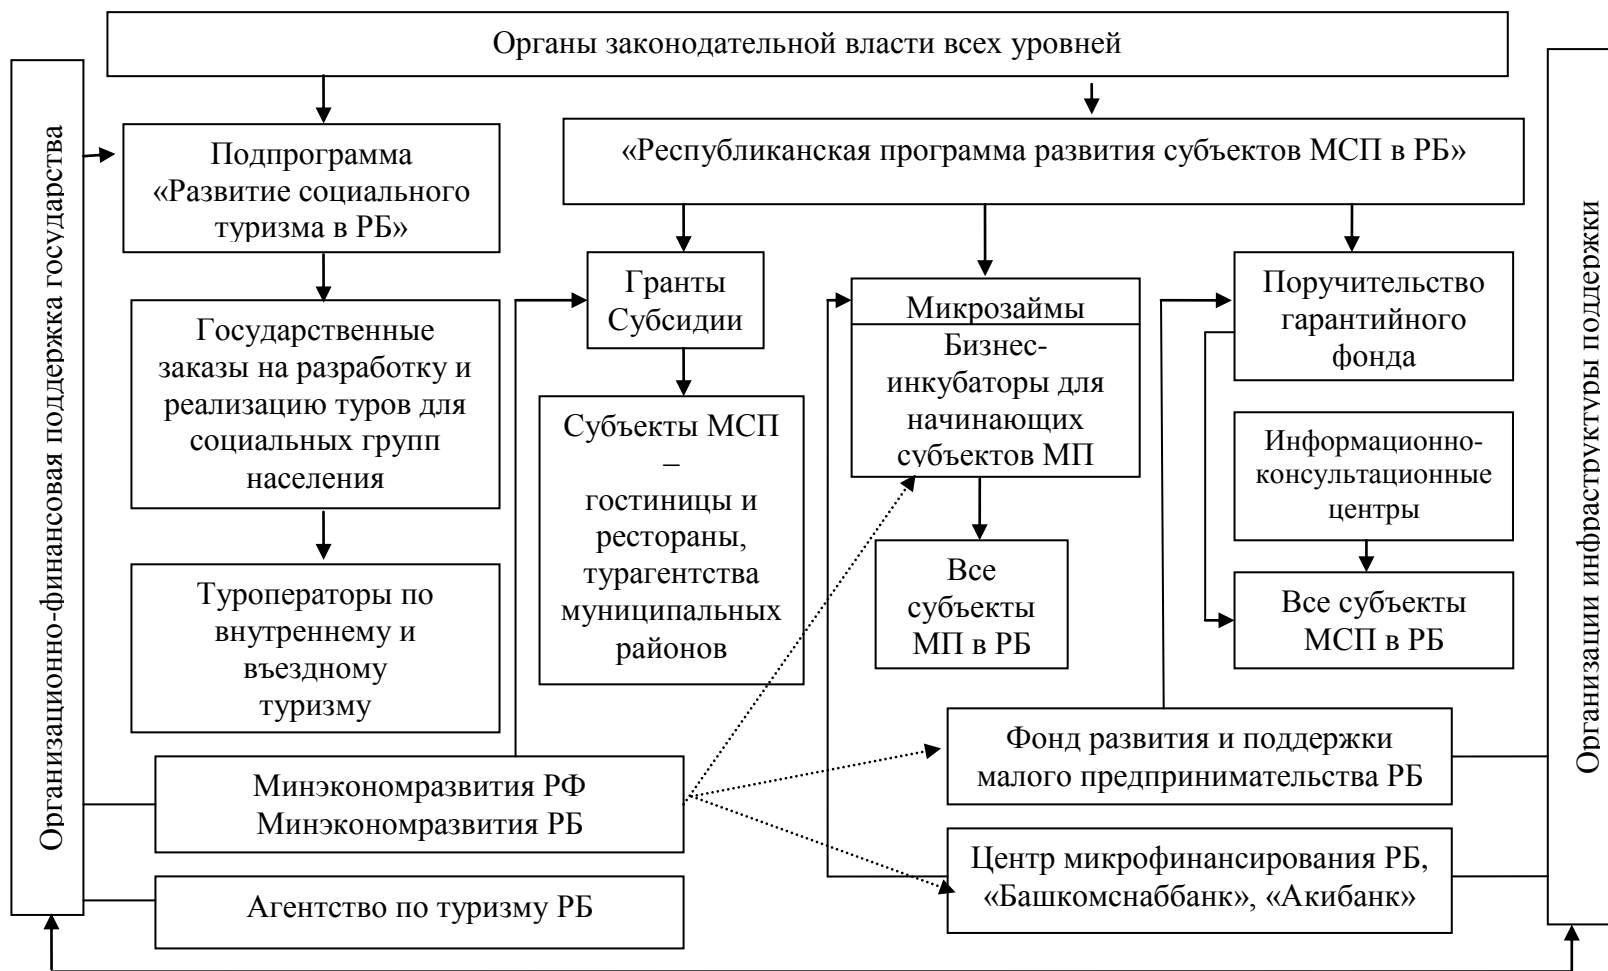 Органы законодательной власти всех уровней
Организационно-финансовая поддержка государства
Подпрограмма
«Развитие социального
туризма в РБ»
«Республиканская программа развития субъектов МСП в РБ»
Гранты
Субсидии
Микрозаймы
Бизнес-
инкубаторы для
начинающих
субъектов МП
Поручительство
гарантийного
фонда
Государственные
заказы на разработку и
реализацию туров для
социальных групп
населения
Субъекты МСП
–
гостиницы и
рестораны,
турагентства
муниципальных
районов
Информационно-
консультационные
центры
Все
субъекты
МП в РБ
Все субъекты
МСП в РБ
Туроператоры по
внутреннему и
въездному
туризму
Минэкономразвития РФ
Минэкономразвития РБ
Фонд развития и поддержки
малого предпринимательства РБ
Агентство по туризму РБ
Центр микрофинансирования РБ,
«Башкомснаббанк», «Акибанк»
Организации инфраструктуры поддержки